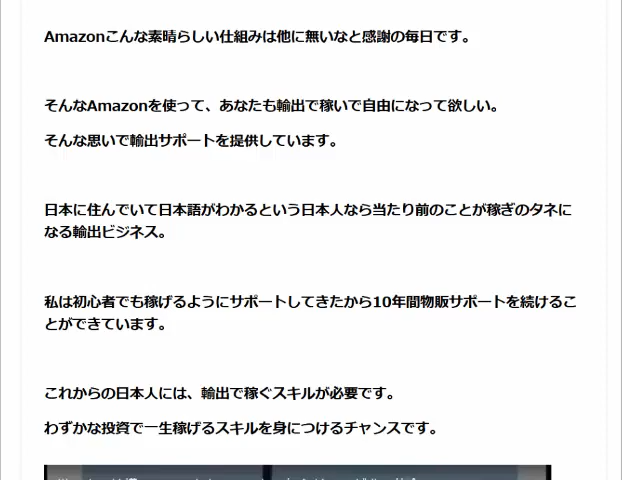 Amazonこんな素晴らしい仕組みは他に無いなと感謝の毎日です。
そんなAmazonを使って、あなたも輸出で稼いで自由になって欲しい。
そんな思いで輸出サポートを提供しています。
日本に住んでいて日本語がわかるという日本人なら当たり前のことが稼ぎのタネに
なる輸出ビジネス。
私は初心者でも稼げるようにサポートしてきたから10年間物販サポートを続けるこ
とができています。
これからの日本人には、輸出で稼ぐスキルが必要です。
わずかな投資で一生稼げるスキルを身につけるチャンスです。